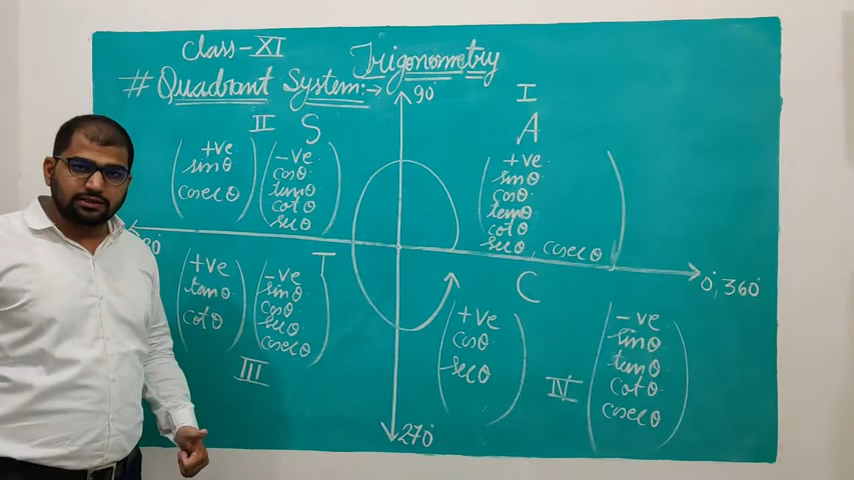 Class-XI
Trigonometry
# Quadrant System:→
90°
II S
+ve
sinθ
cosecθ
-ve
cosθ
tanθ
cotθ
secθ
I
A
+ve
sinθ
cosθ
tanθ
cotθ
secθ, cosecθ
0°, 360°
T
+ve
tanθ
cotθ
-ve
sinθ
cosθ
secθ
cosecθ
III
C
+ve
cosθ
secθ
IV
-ve
sinθ
tanθ
cotθ
cosecθ
270°